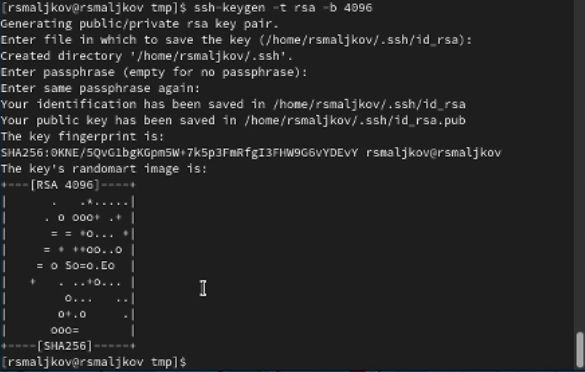 [rsmaljkov@rsmaljkov tmp]$ ssh-keygen -t rsa -b 4096
Generating public/private rsa key pair.
Enter file in which to save the key (/home/rsmaljkov/.ssh/id_rsa):
Created directory '/home/rsmaljkov/.ssh'.
Enter passphrase (empty for no passphrase):
Enter same passphrase again:
Your identification has been saved in /home/rsmaljkov/.ssh/id_rsa
Your public key has been saved in /home/rsmaljkov/.ssh/id_rsa.pub
The key fingerprint is:
SHA256:0KNE/5QvG1bgKGpm5W+7k5p3FmRfgI3FHW9G6vYDEvY rsmaljkov@rsmaljkov
The key's randomart image is:
+---[RSA 4096]----+
|      .  .*.....|
|     . o ooo+ .+ |
|      = = +o... +|
|     = + ++oo..o |
|    = o So=o.Eo  |
|   +   . ..+o... |
|        o...   ..|
|       o+.o     .|
|      ooo=       |
+----[SHA256]-----+
[rsmaljkov@rsmaljkov tmp]$